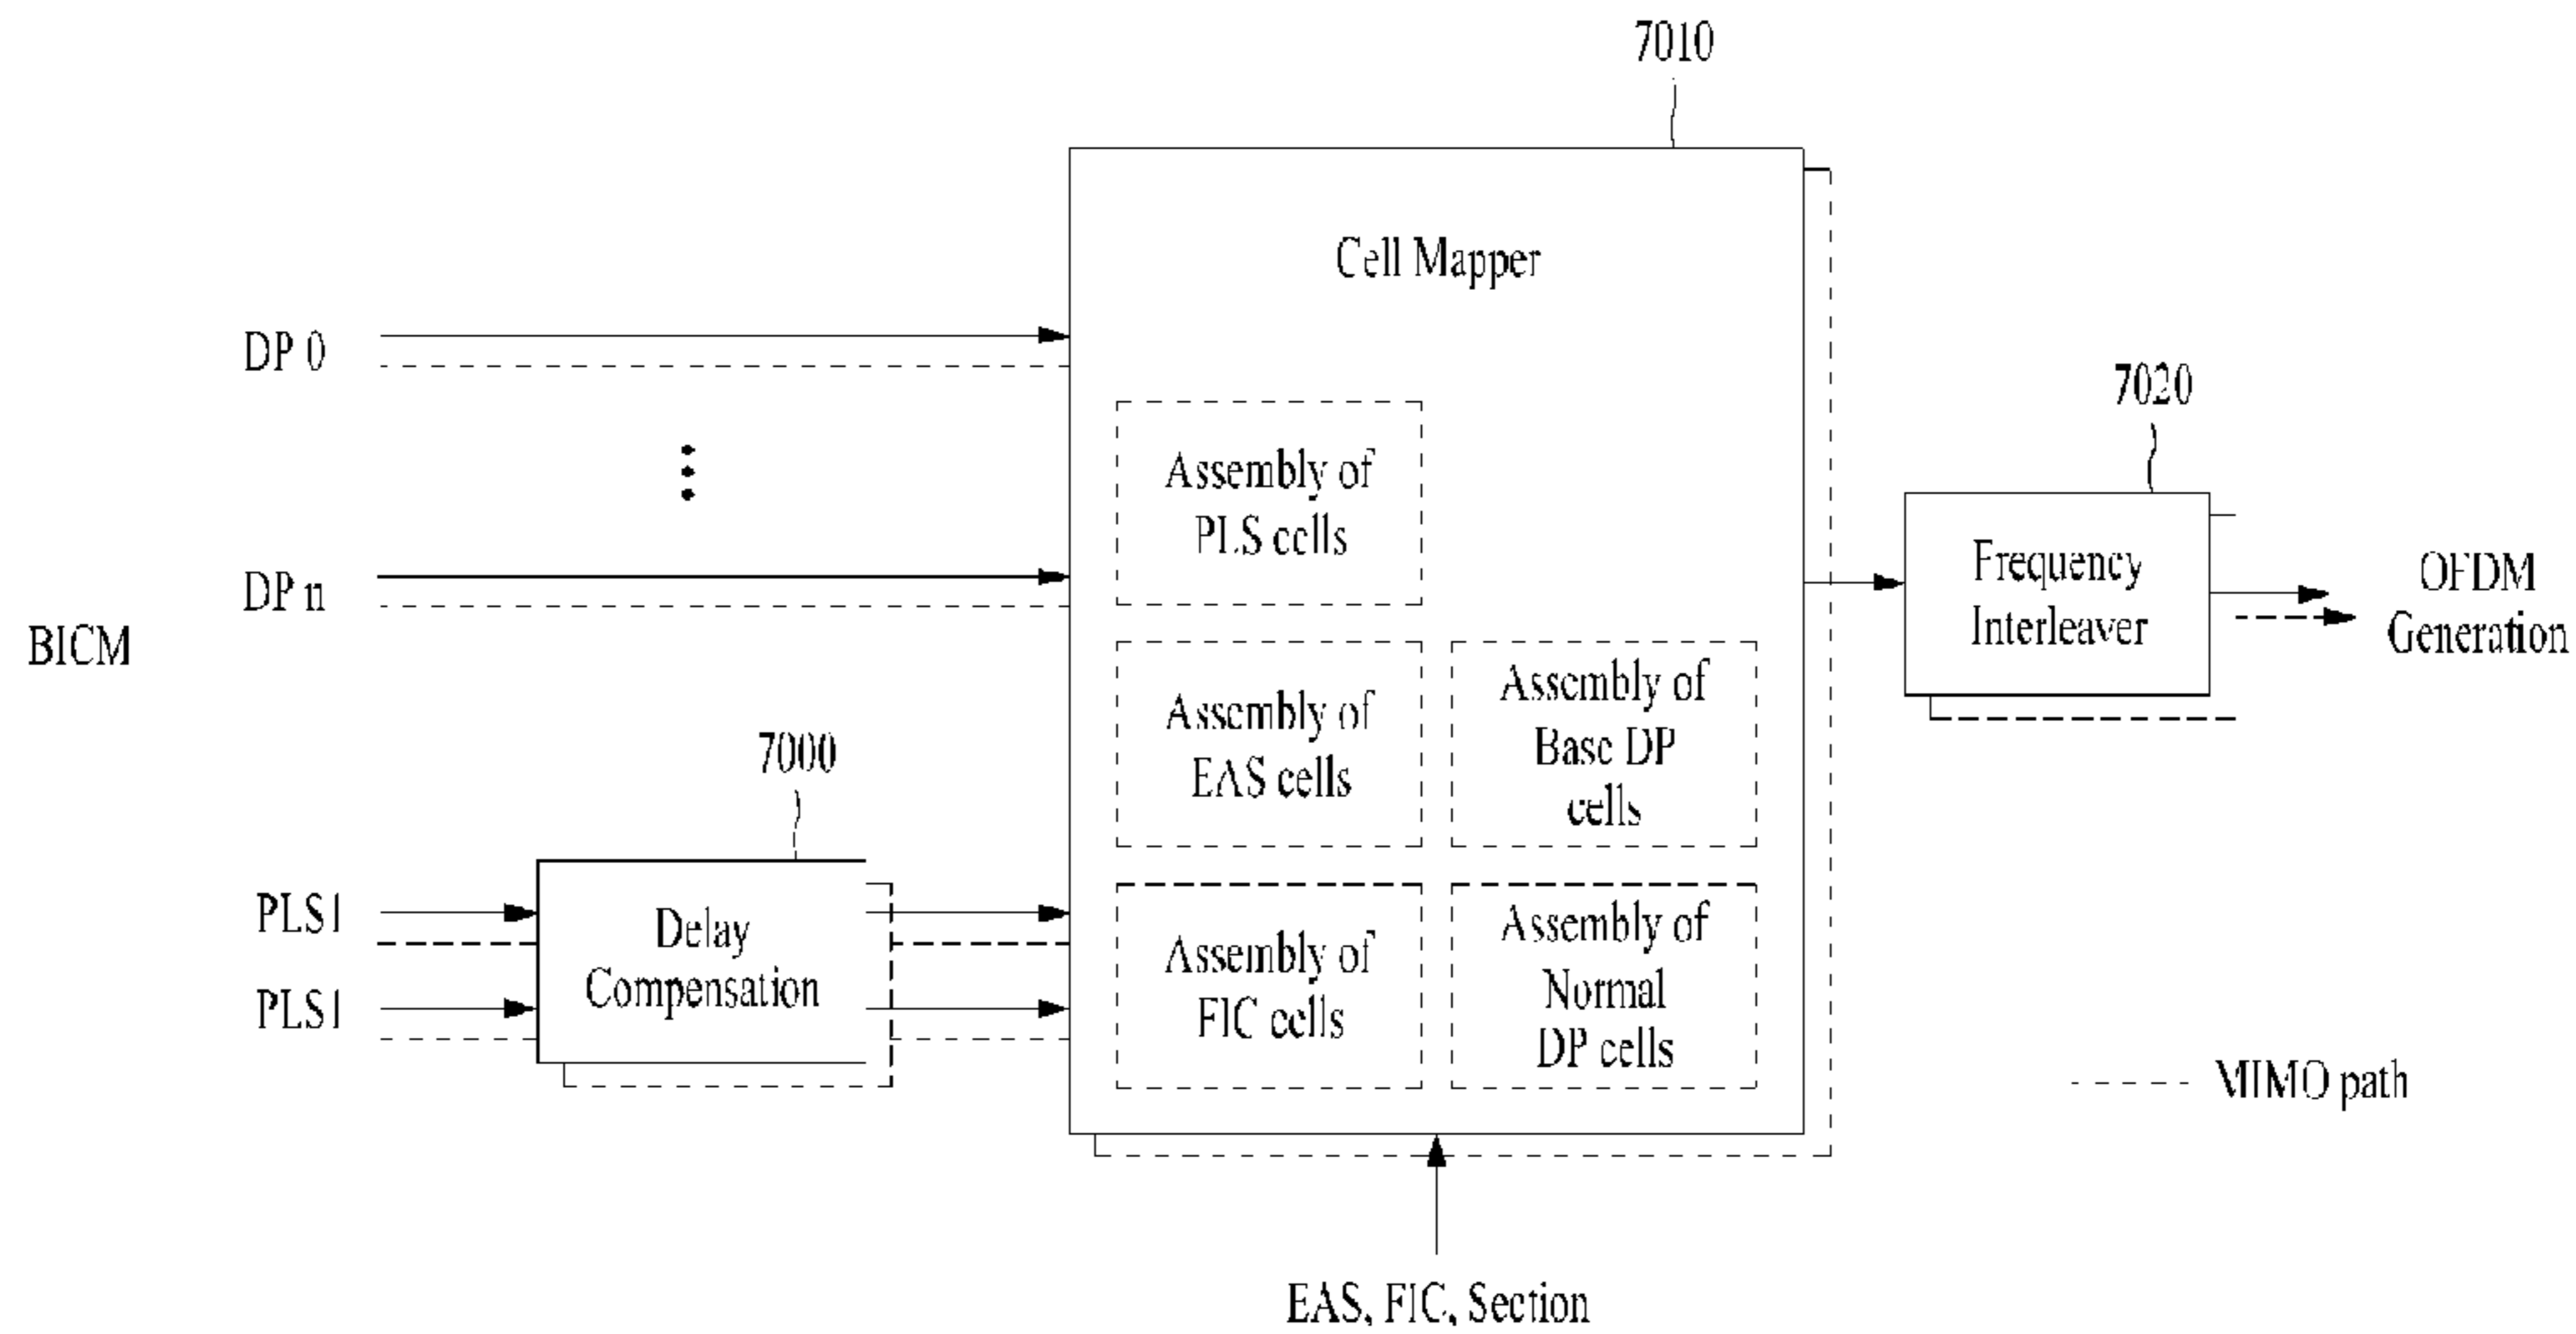 7010
Cell Mapper
DP 0
7020
Assembly of
PLS cells
DP n
Frequency
Interleaver
OFDM
Generation
BICM
Assembly of
EAS cells
Assembly of
Base DP
cells
7000
PLS1
PLS1
Delay
Compensation
Assembly of
FIC cells
Assembly of
Normal
DP cells
MIMO path
EAS, FIC, Section